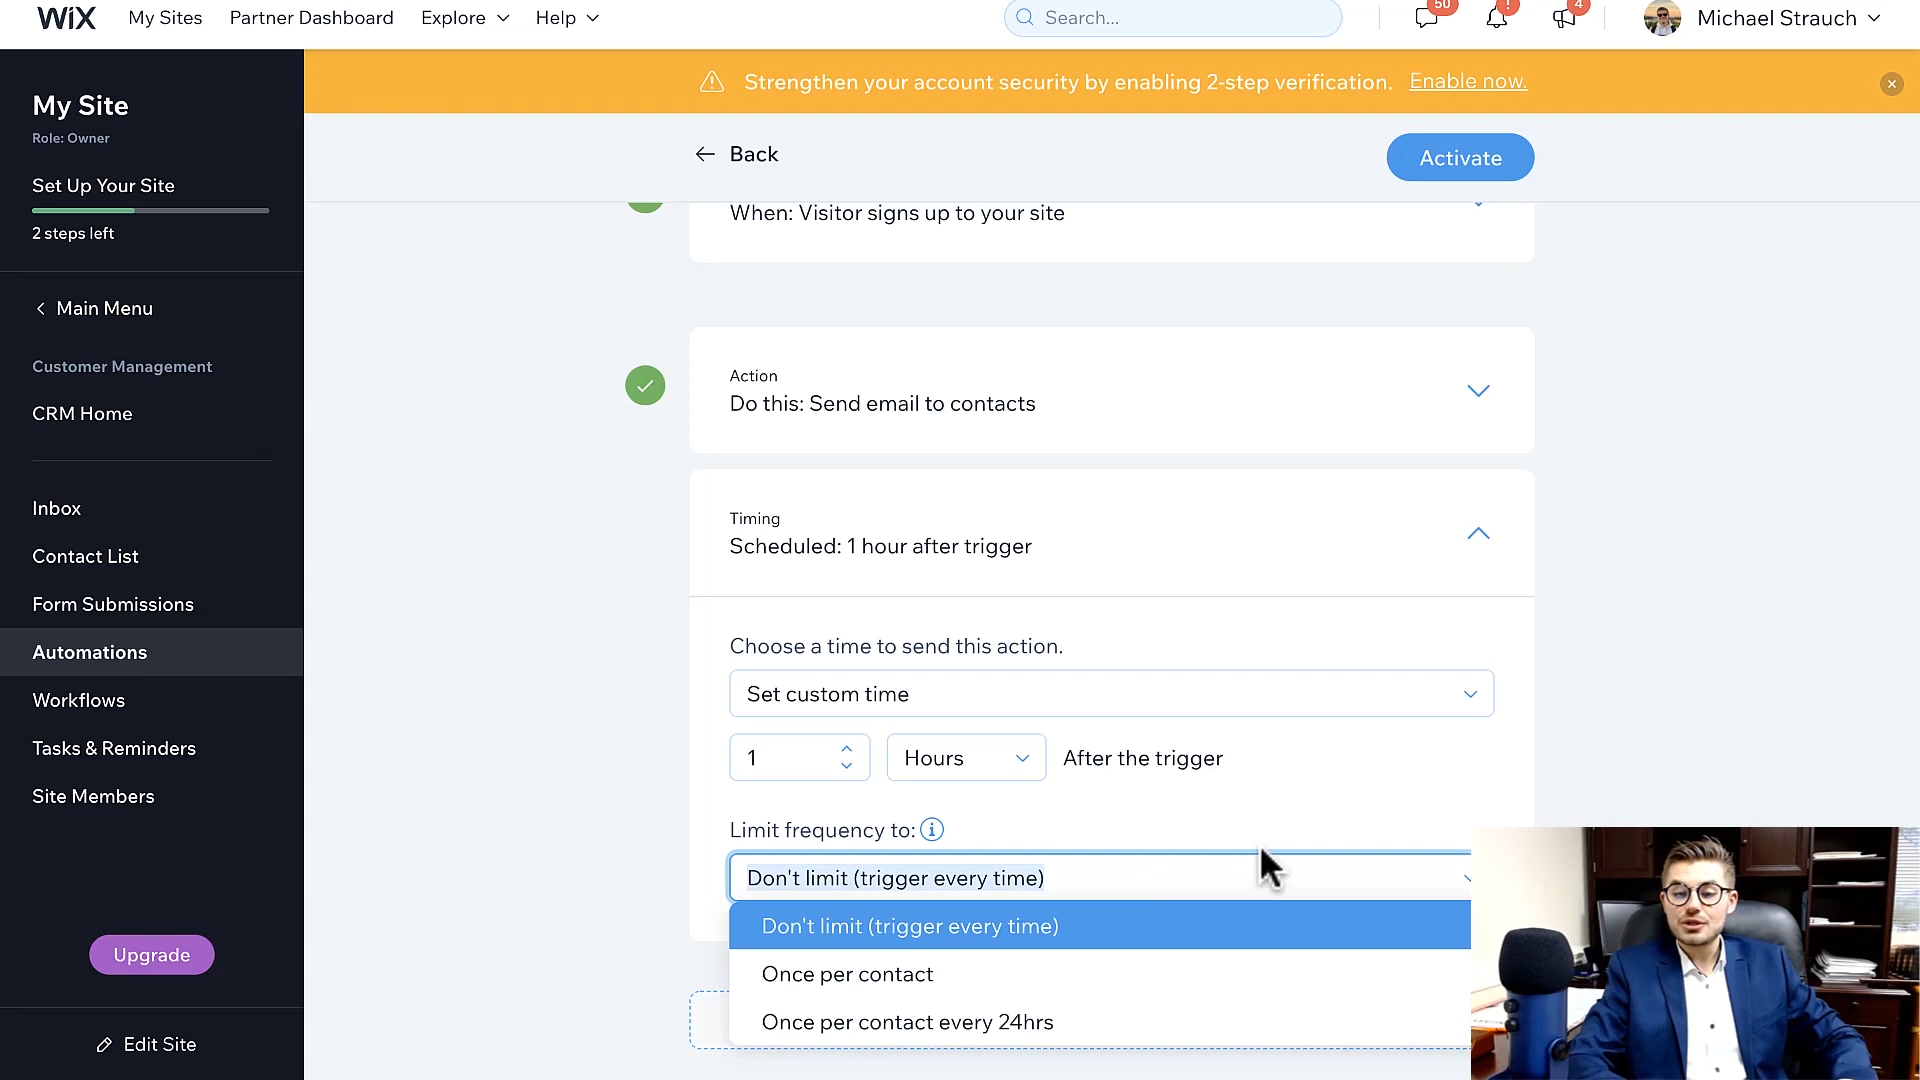 WiX My Sites Partner Dashboard Explore Help Search... 50 ! 4 Michael Strauch
Strengthen your account security by enabling 2-step verification. Enable now.
My Site
Role: Owner
Set Up Your Site
2 steps left
Main Menu
Customer Management
CRM Home
Inbox
Contact List
Form Submissions
Automations
Workflows
Tasks & Reminders
Site Members
Upgrade
Edit Site
Back
Activate
When: Visitor signs up to your site
Action
Do this: Send email to contacts
Timing
Scheduled: 1 hour after trigger
Choose a time to send this action.
Set custom time
1 Hours After the trigger
Limit frequency to:
Don't limit (trigger every time)
Don't limit (trigger every time)
Once per contact
Once per contact every 24hrs